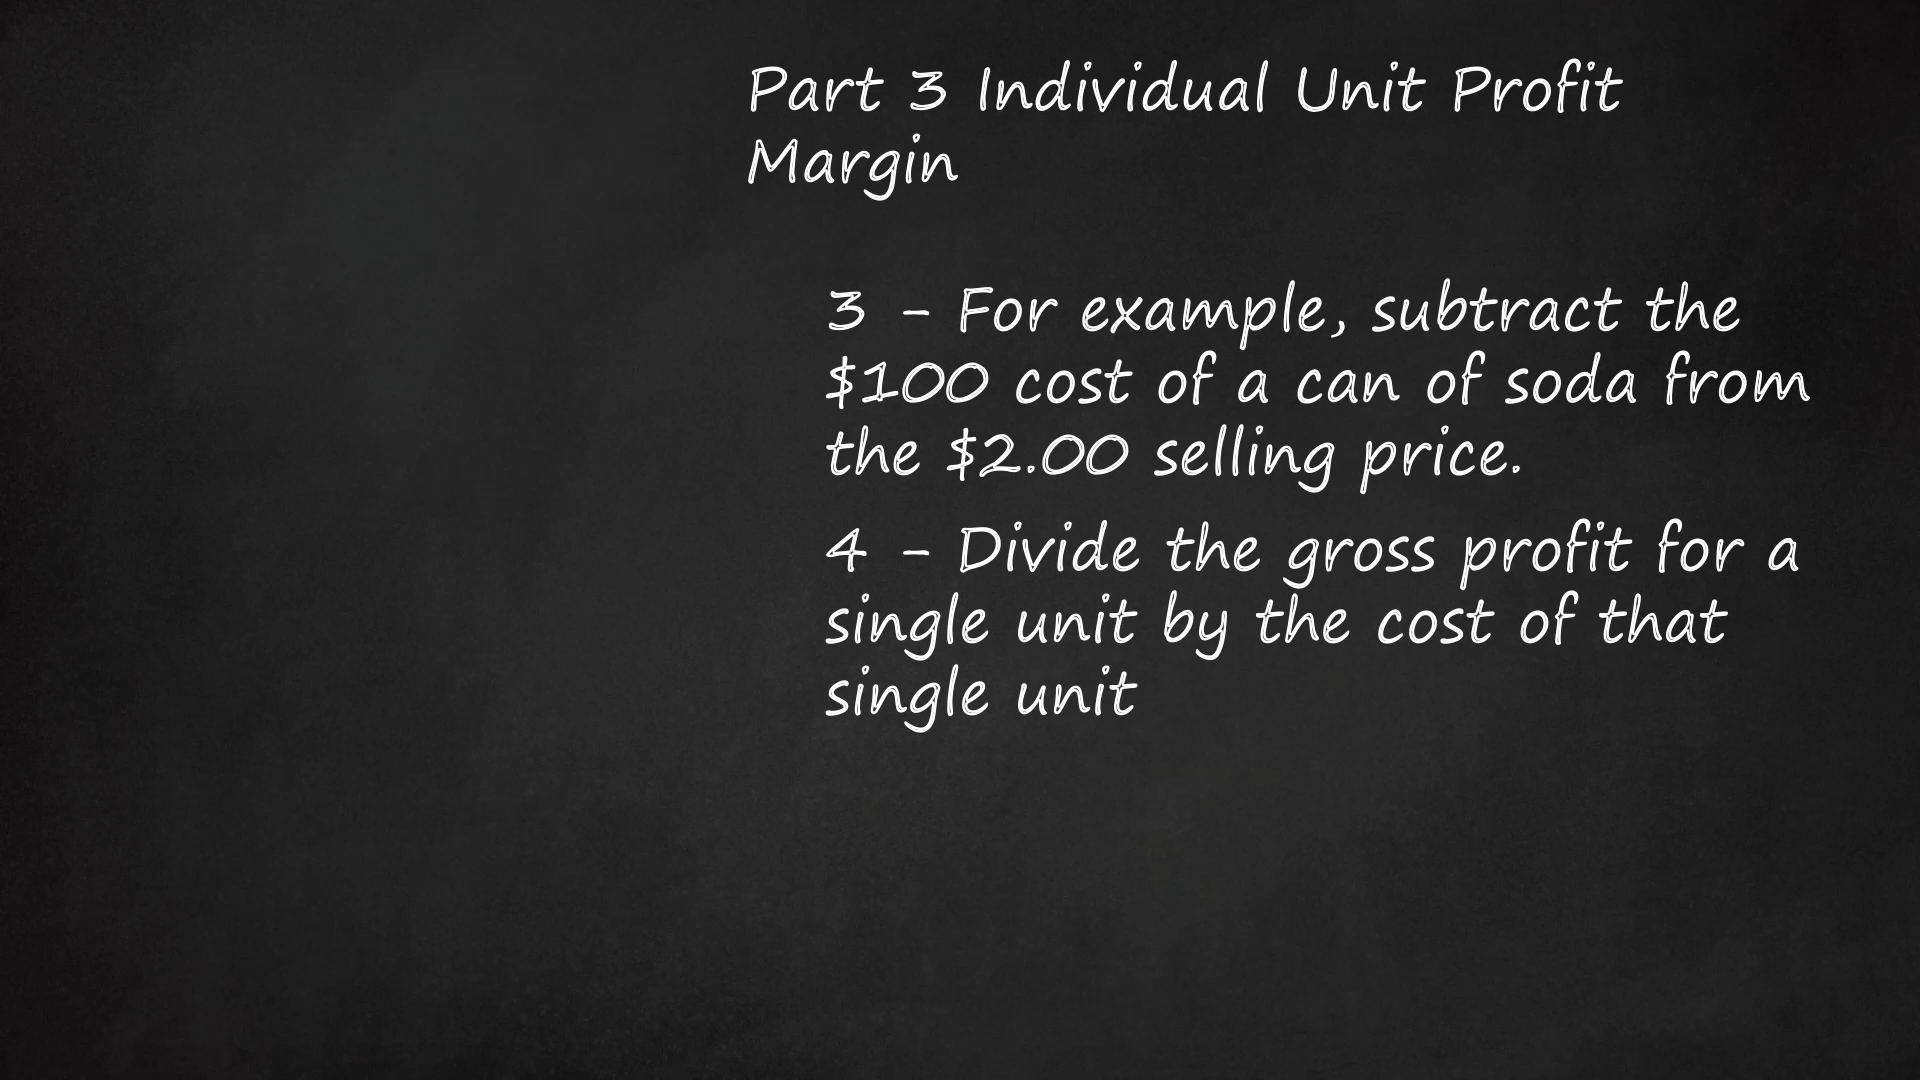 Part 3 Individual Unit Profit
Margin
3 - For example, subtract the
$100 cost of a can of soda from
the $2.00 selling price.
4 - Divide the gross profit for a
single unit by the cost of that
single unit